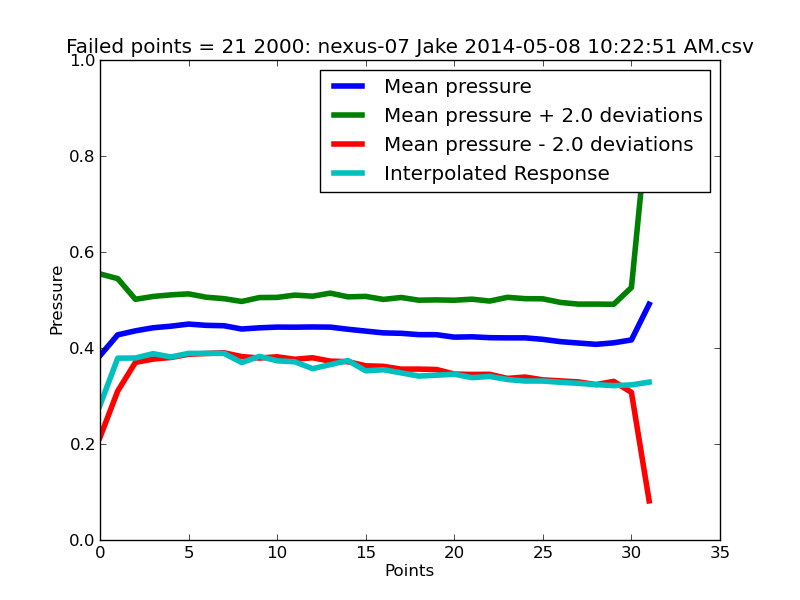 Failed points = 21 2000: nexus-07 Jake 2014-05-08 10:22:51 AM.csv
1.0
Mean pressure
Mean pressure + 2.0 deviations
Mean pressure - 2.0 deviations
Interpolated Response
0.8
0.6
Pressure
0.4
0.2
0.0
0 5 10 15 20 25 30 35
Points